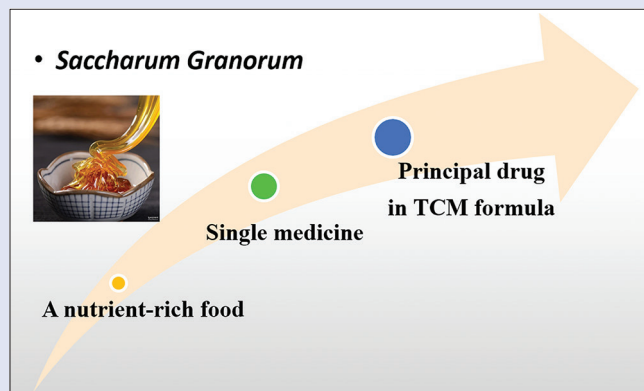 • Saccharum Granorum
Principal drug
in TCM formula
Single medicine
A nutrient-rich food